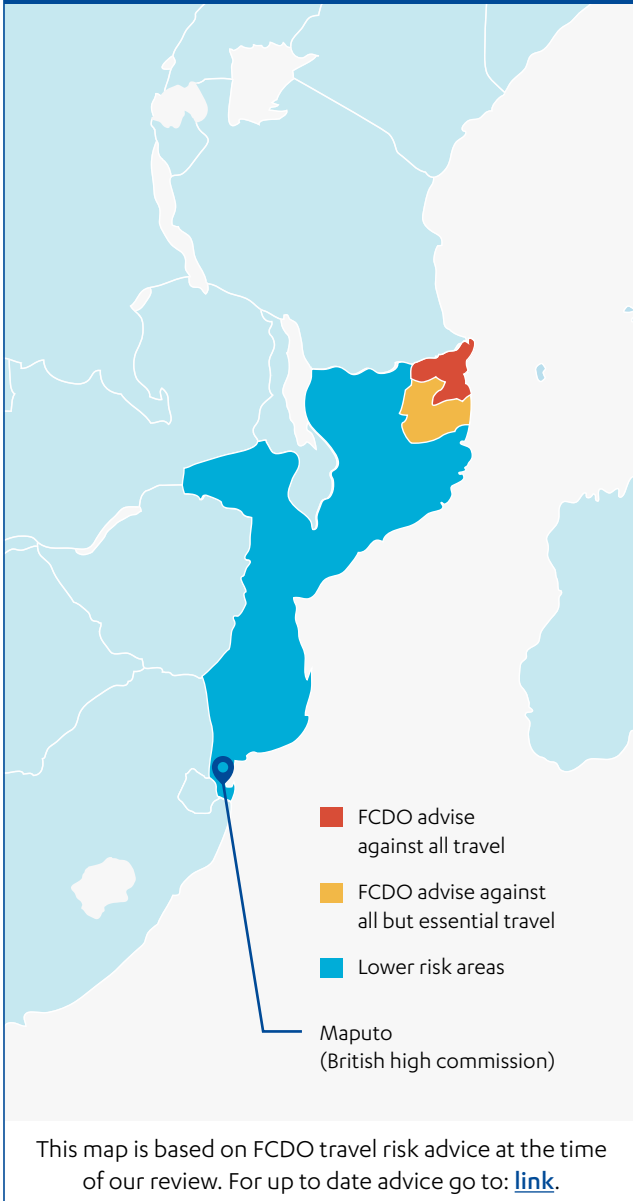 FCDO advise
against all travel
FCDO advise against
all but essential travel
Lower risk areas
Maputo
(British high commission)
This map is based on FCDO travel risk advice at the time
of our review. For up to date advice go to: link.